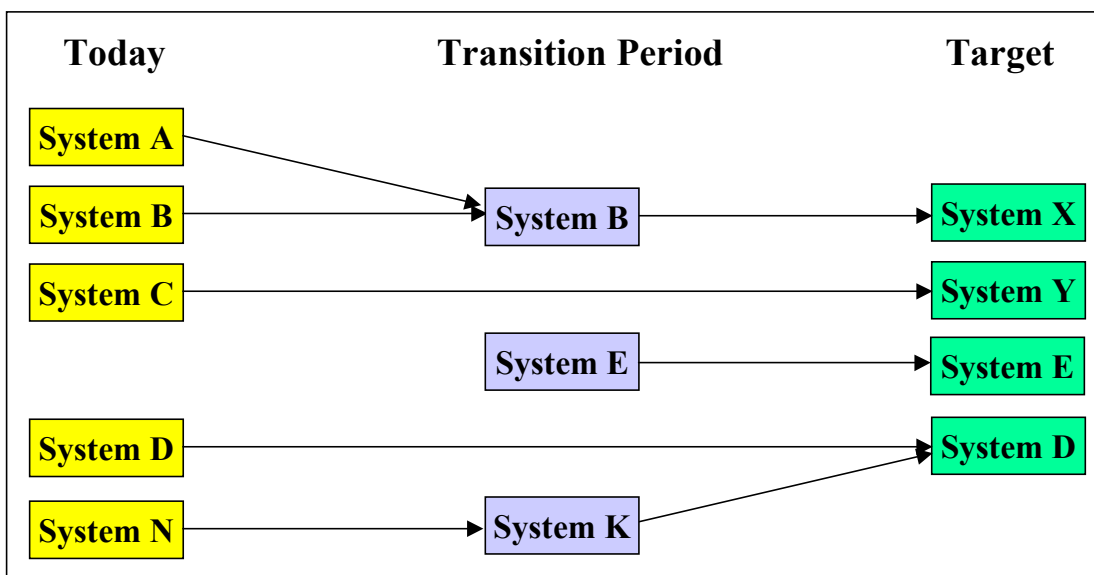 Today Transition Period Target
System A
System B System B System X
System C System Y
System E System E
System D System D
System N System K